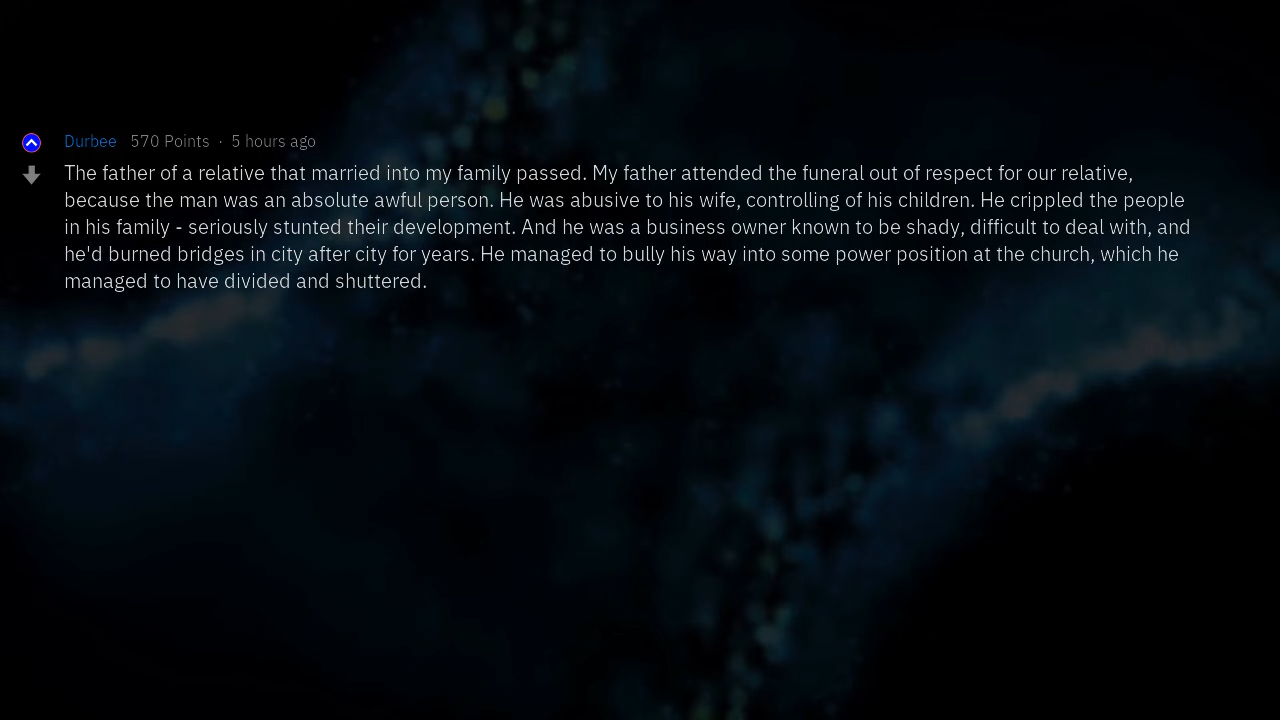 Durbee 570 Points · 5 hours ago
The father of a relative that married into my family passed. My father attended the funeral out of respect for our relative,
because the man was an absolute awful person. He was abusive to his wife, controlling of his children. He crippled the people
in his family - seriously stunted their development. And he was a business owner known to be shady, difficult to deal with, and
he'd burned bridges in city after city for years. He managed to bully his way into some power position at the church, which he
managed to have divided and shuttered.